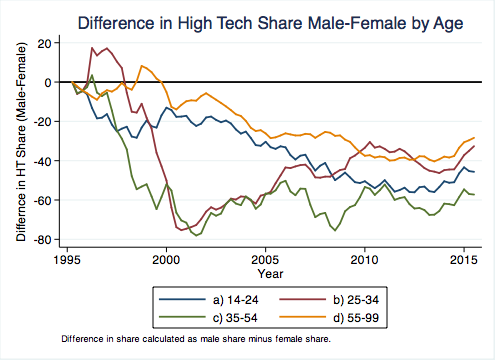 Difference in High Tech Share Male-Female by Age
Differnce in HT Share (Male-Female)
20
0
-20
-40
-60
-80
1995
2000
2005
2010
2015
Year
a) 14-24
b) 25-34
c) 35-54
d) 55-99
Difference in share calculated as male share minus female share.